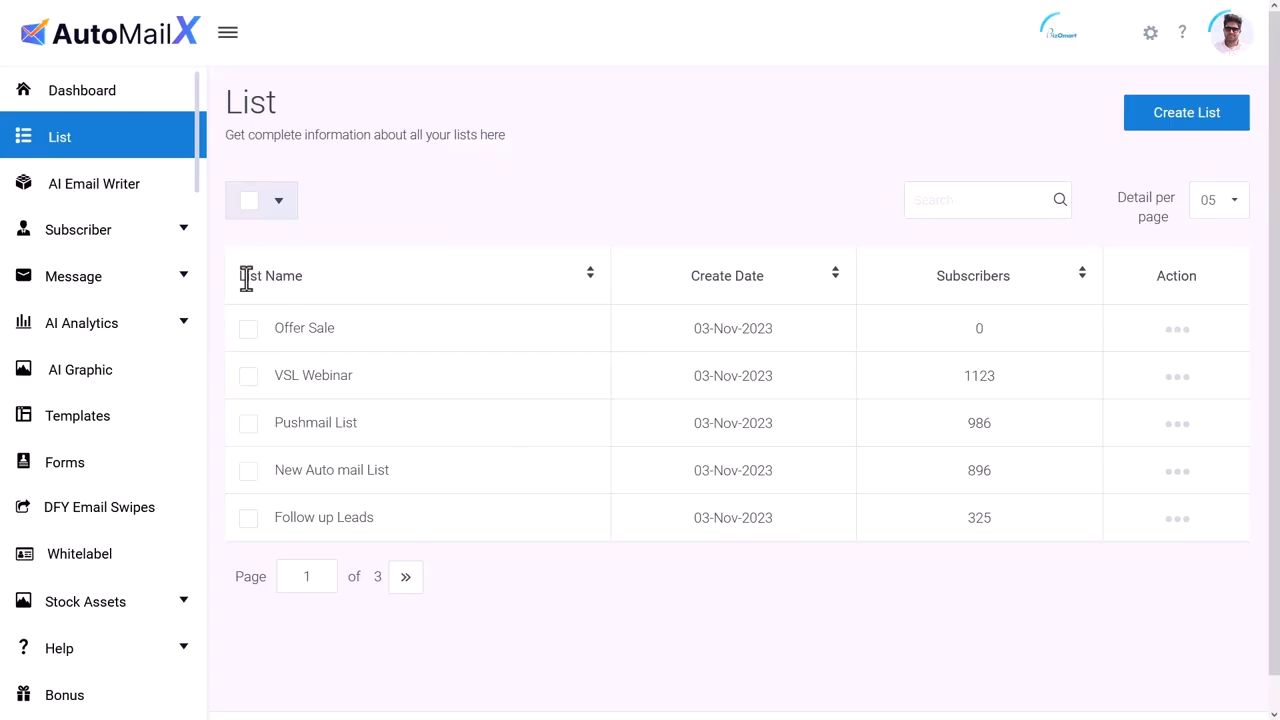 AutoMailX
BizOmart
Dashboard
List
AI Email Writer
Subscriber
Message
AI Analytics
AI Graphic
Templates
Forms
DFY Email Swipes
Whitelabel
Stock Assets
Help
Bonus
List
Get complete information about all your lists here
Create List
Search
Detail per
page
05
List Name Create Date Subscribers Action
Offer Sale 03-Nov-2023 0
VSL Webinar 03-Nov-2023 1123
Pushmail List 03-Nov-2023 986
New Auto mail List 03-Nov-2023 896
Follow up Leads 03-Nov-2023 325
Page 1 of 3 »